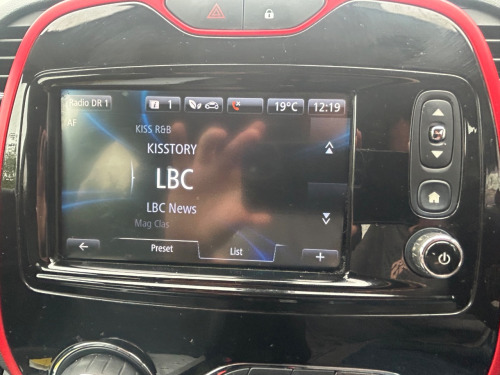 Radio DR 1 1 19°C 12:19
AF
KISS R&B
KISSTORY
LBC
LBC News
Mag Clas
Preset List +